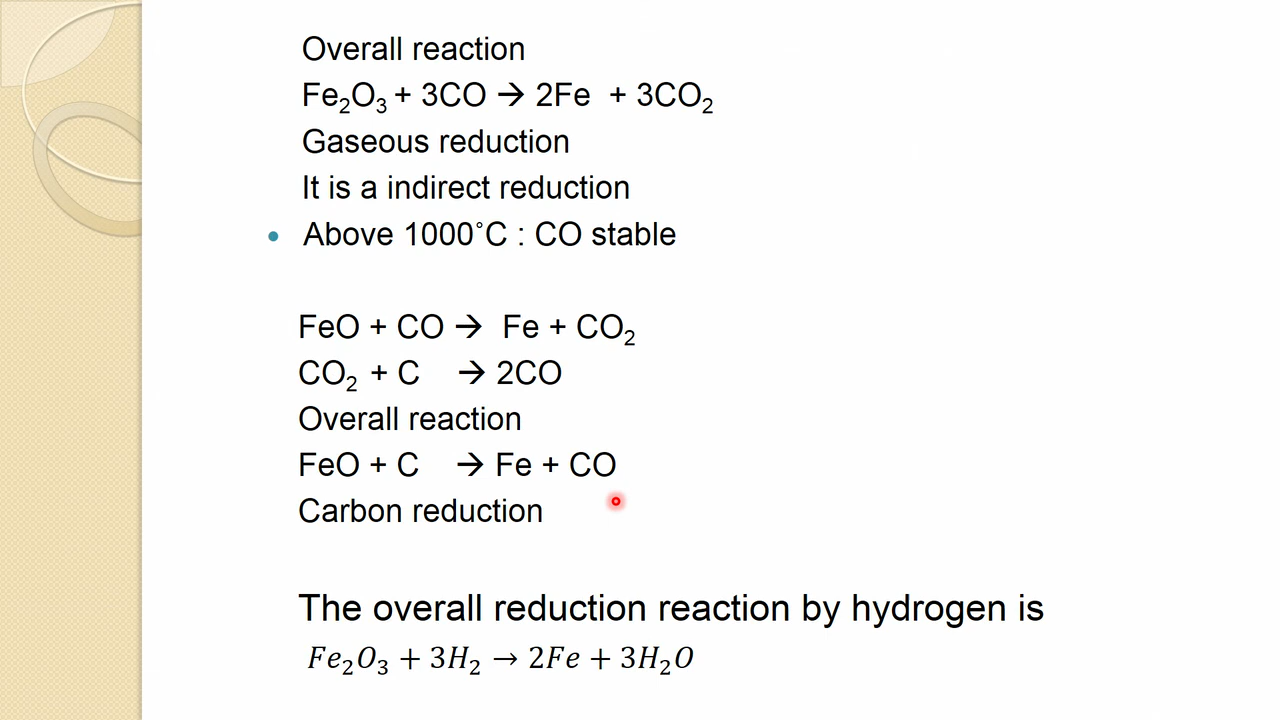 Overall reaction
Fe₂O₃ + 3CO → 2Fe + 3CO₂
Gaseous reduction
It is a indirect reduction
• Above 1000˚C : CO stable
FeO + CO → Fe + CO₂
CO₂ + C → 2CO
Overall reaction
FeO + C → Fe + CO
Carbon reduction
The overall reduction reaction by hydrogen is
Fe₂O₃ + 3H₂ → 2Fe + 3H₂O